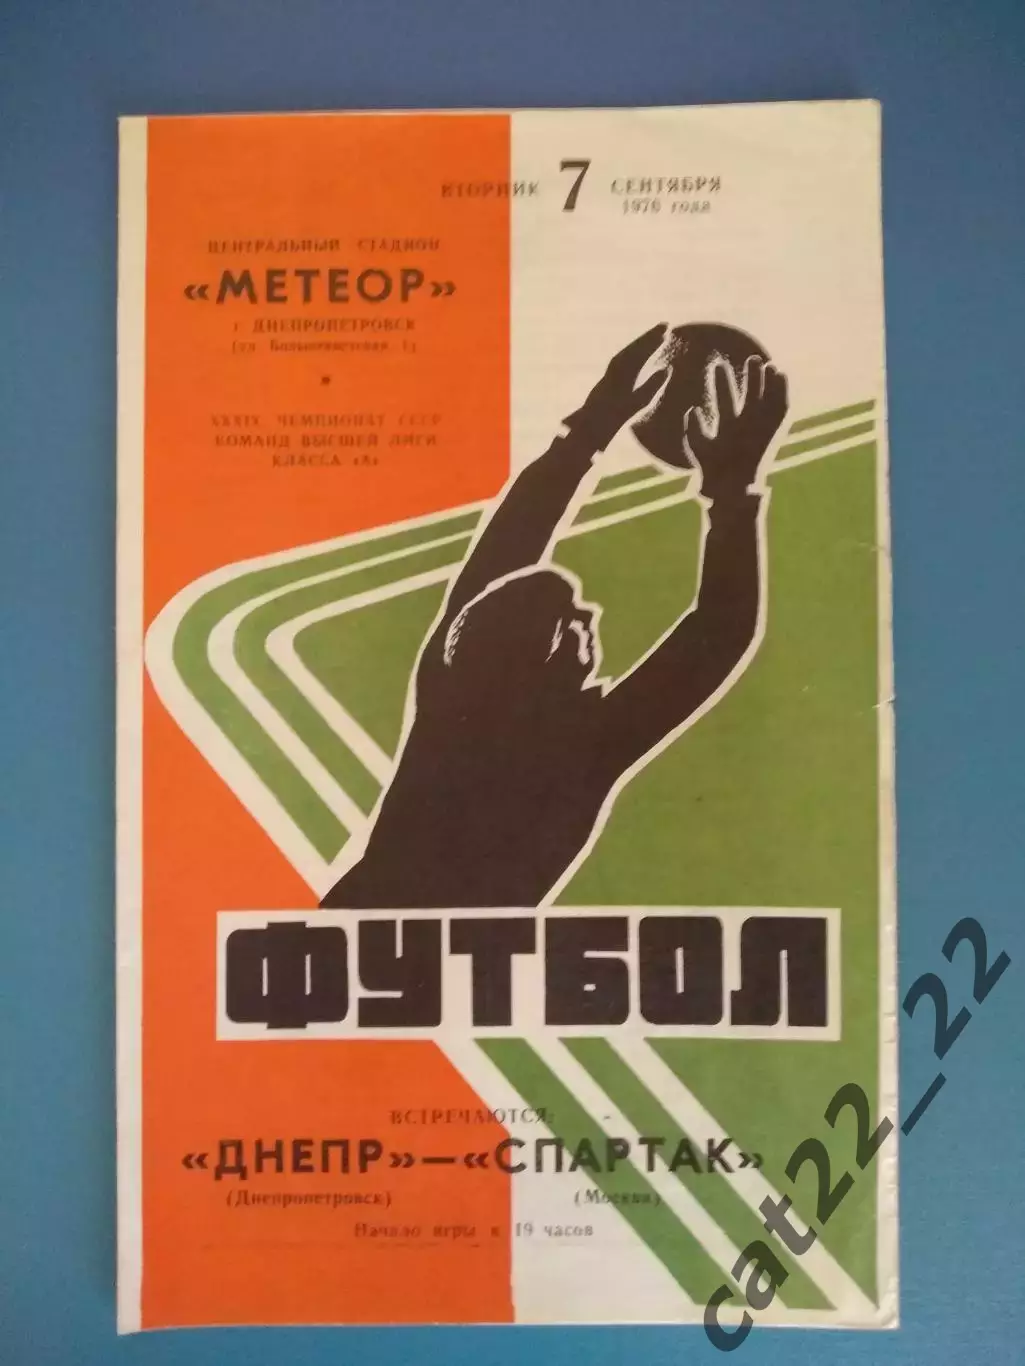 ВТОРНИК 7 СЕНТЯБРЯ
1976 года
ЦЕНТРАЛЬНЫЙ СТАДИОН
«МЕТЕОР»
г ДНЕПРОПЕТРОВСК
XXXIX ЧЕМПИОНАТ СССР
КОМАНД ВЫСШЕЙ ЛИГИ
КЛАССА «А»
ФУТБОЛ
ВСТРЕЧАЮТСЯ:
«ДНЕПР»—«СПАРТАК»
(Днепропетровск) (Москва)
Начало игры в 19 часов
cat22_22